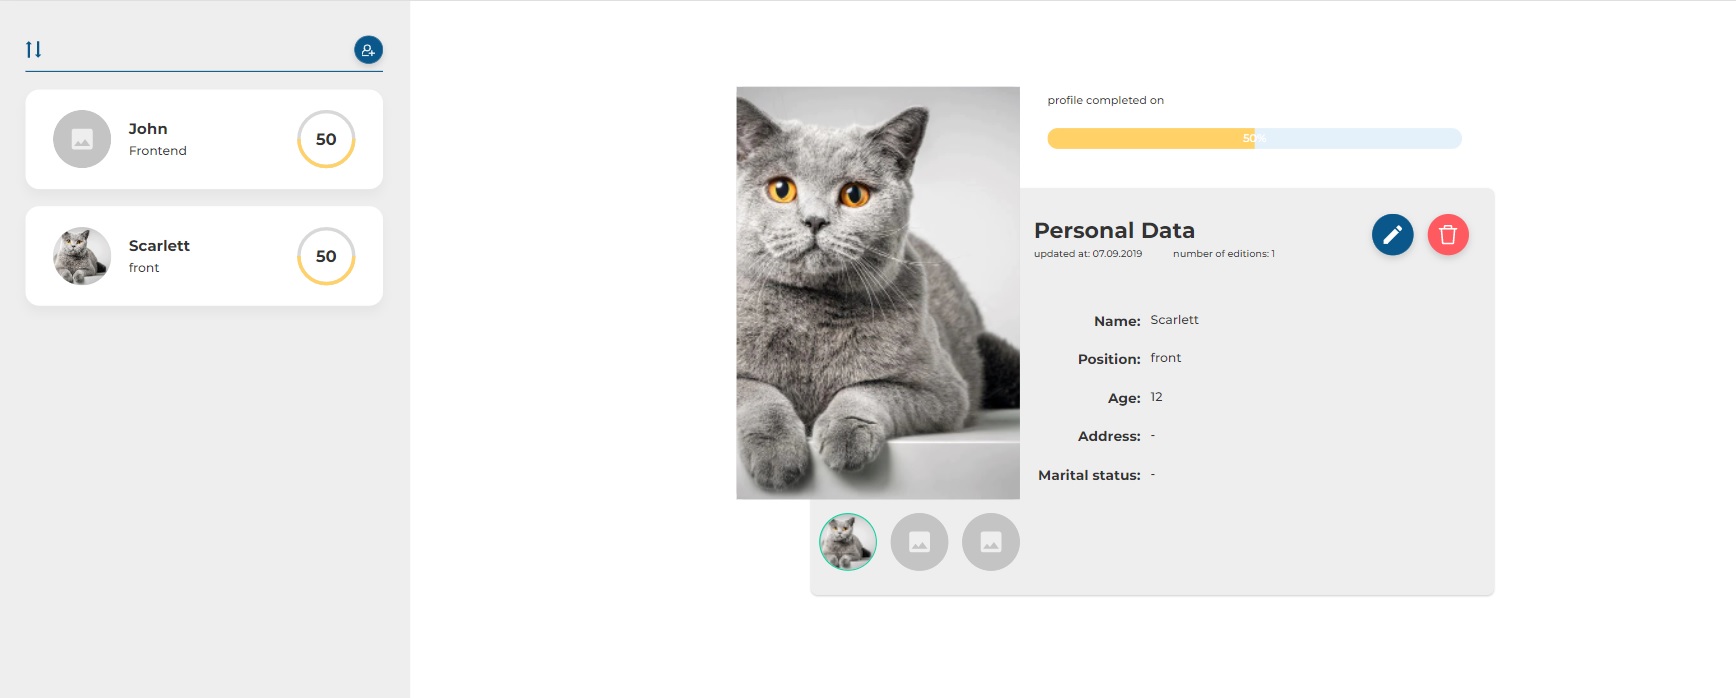 John
Frontend
50
Scarlett
front
50
profile completed on
50%
Personal Data
updated at: 07.09.2019 number of editions: 1
Name: Scarlett
Position: front
Age: 12
Address: -
Marital status: -